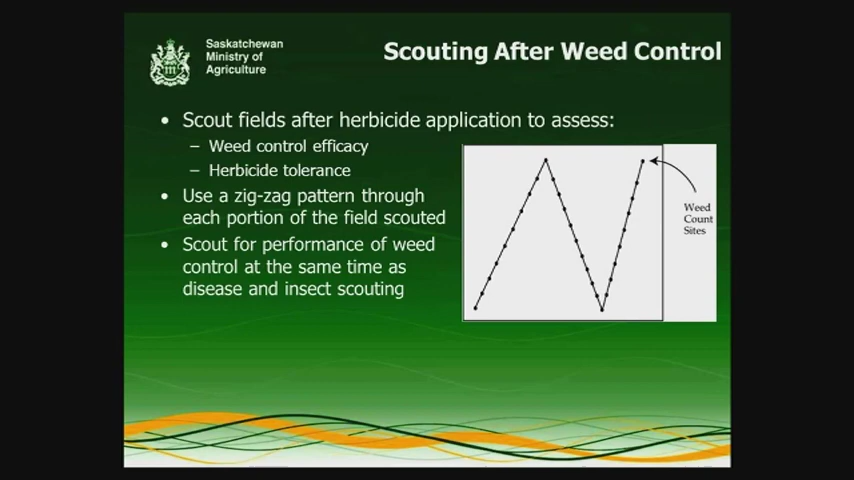 Saskatchewan
Ministry of
Agriculture
Scouting After Weed Control
• Scout fields after herbicide application to assess:
– Weed control efficacy
– Herbicide tolerance
• Use a zig-zag pattern through
each portion of the field scouted
• Scout for performance of weed
control at the same time as
disease and insect scouting
Weed
Count
Sites